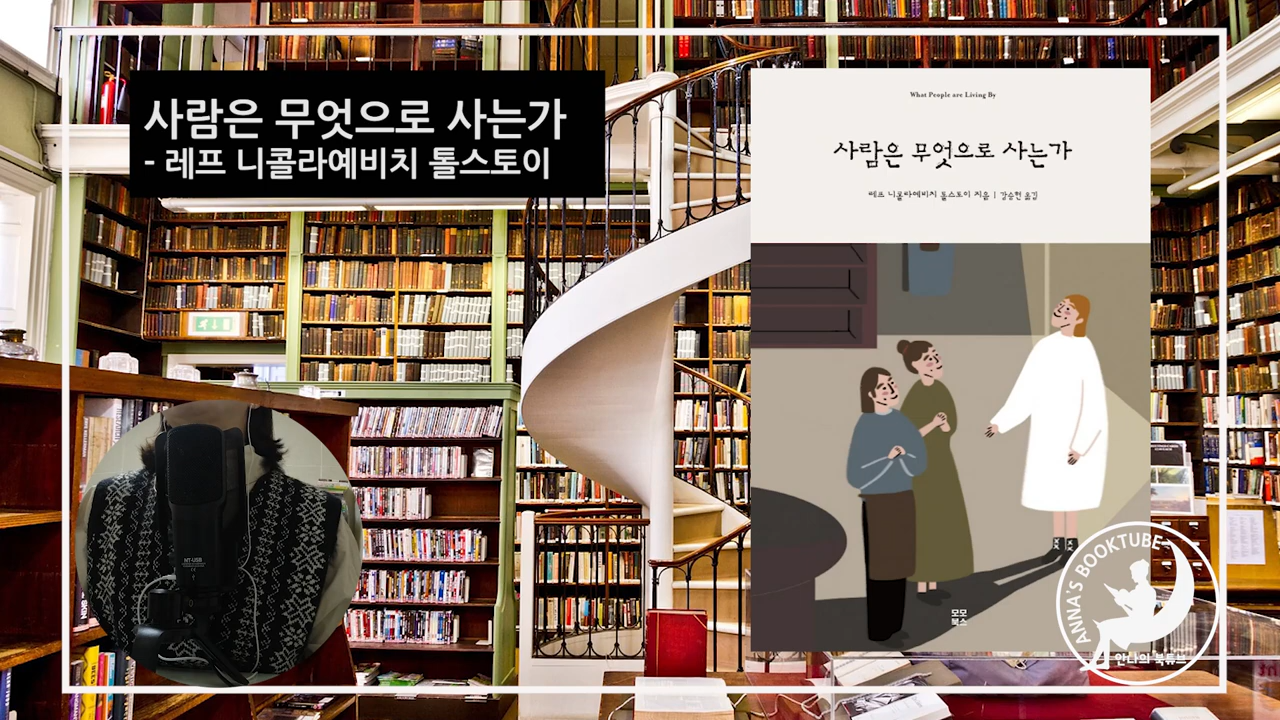 사람은 무엇으로 사는가
- 레프 니콜라예비치 톨스토이
What People are Living By
사람은 무엇으로 사는가
레프 니콜라예비치 톨스토이 지음 | 강승현 옮김
모모
북스
NT-USB
ANNA'S BOOKTUBE
안나의 북튜브